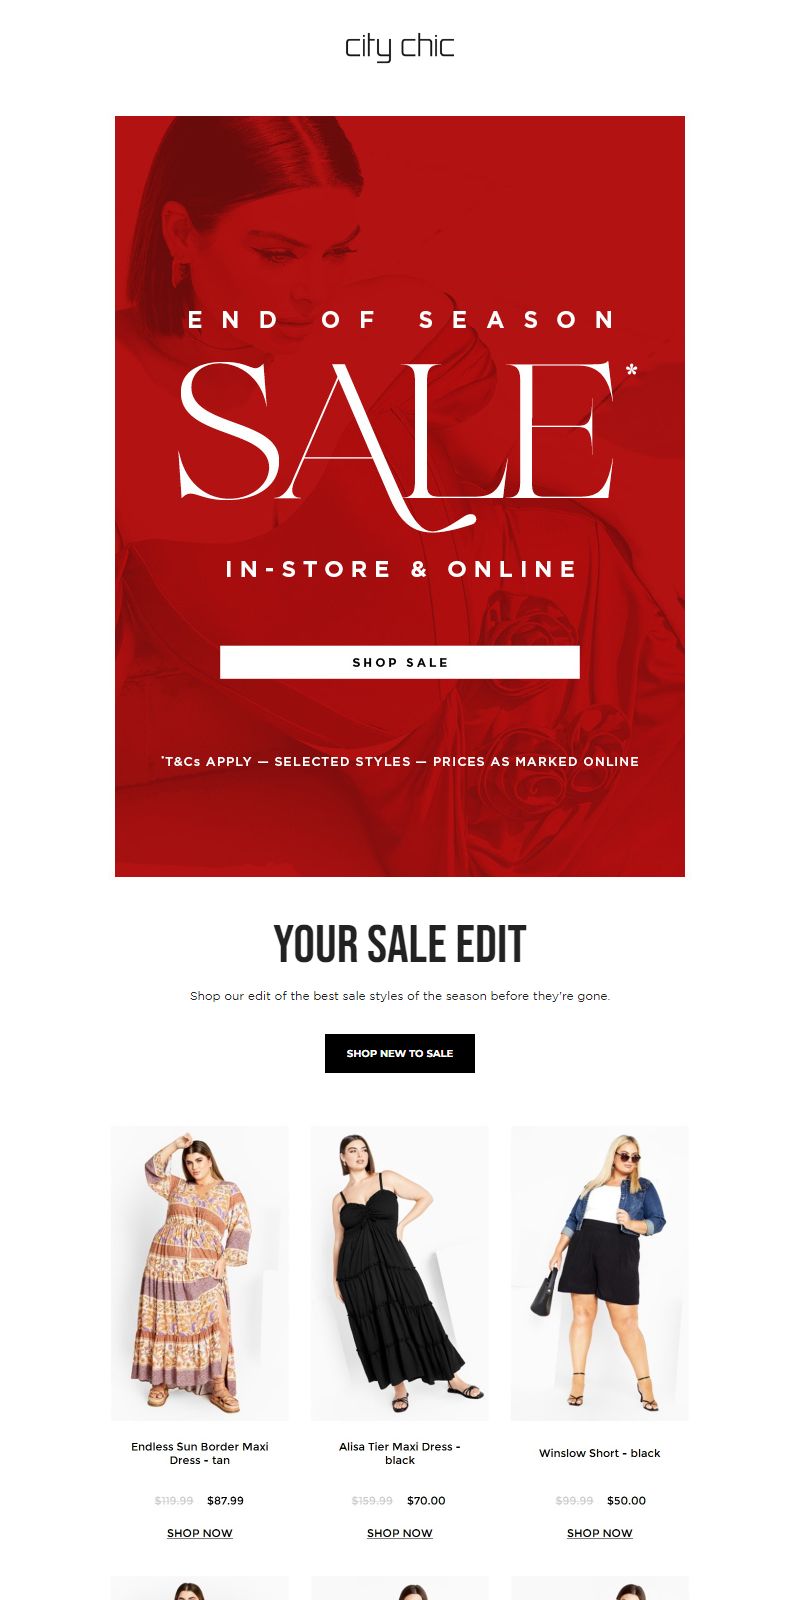 city chic
END OF SEASON
SALE*
IN-STORE & ONLINE
SHOP SALE
*T&Cs APPLY — SELECTED STYLES — PRICES AS MARKED ONLINE
YOUR SALE EDIT
Shop our edit of the best sale styles of the season before they're gone.
SHOP NEW TO SALE
Endless Sun Border Maxi
Dress - tan
$119.99 $87.99
SHOP NOW
Alisa Tier Maxi Dress -
black
$159.99 $70.00
SHOP NOW
Winslow Short - black
$99.99 $50.00
SHOP NOW